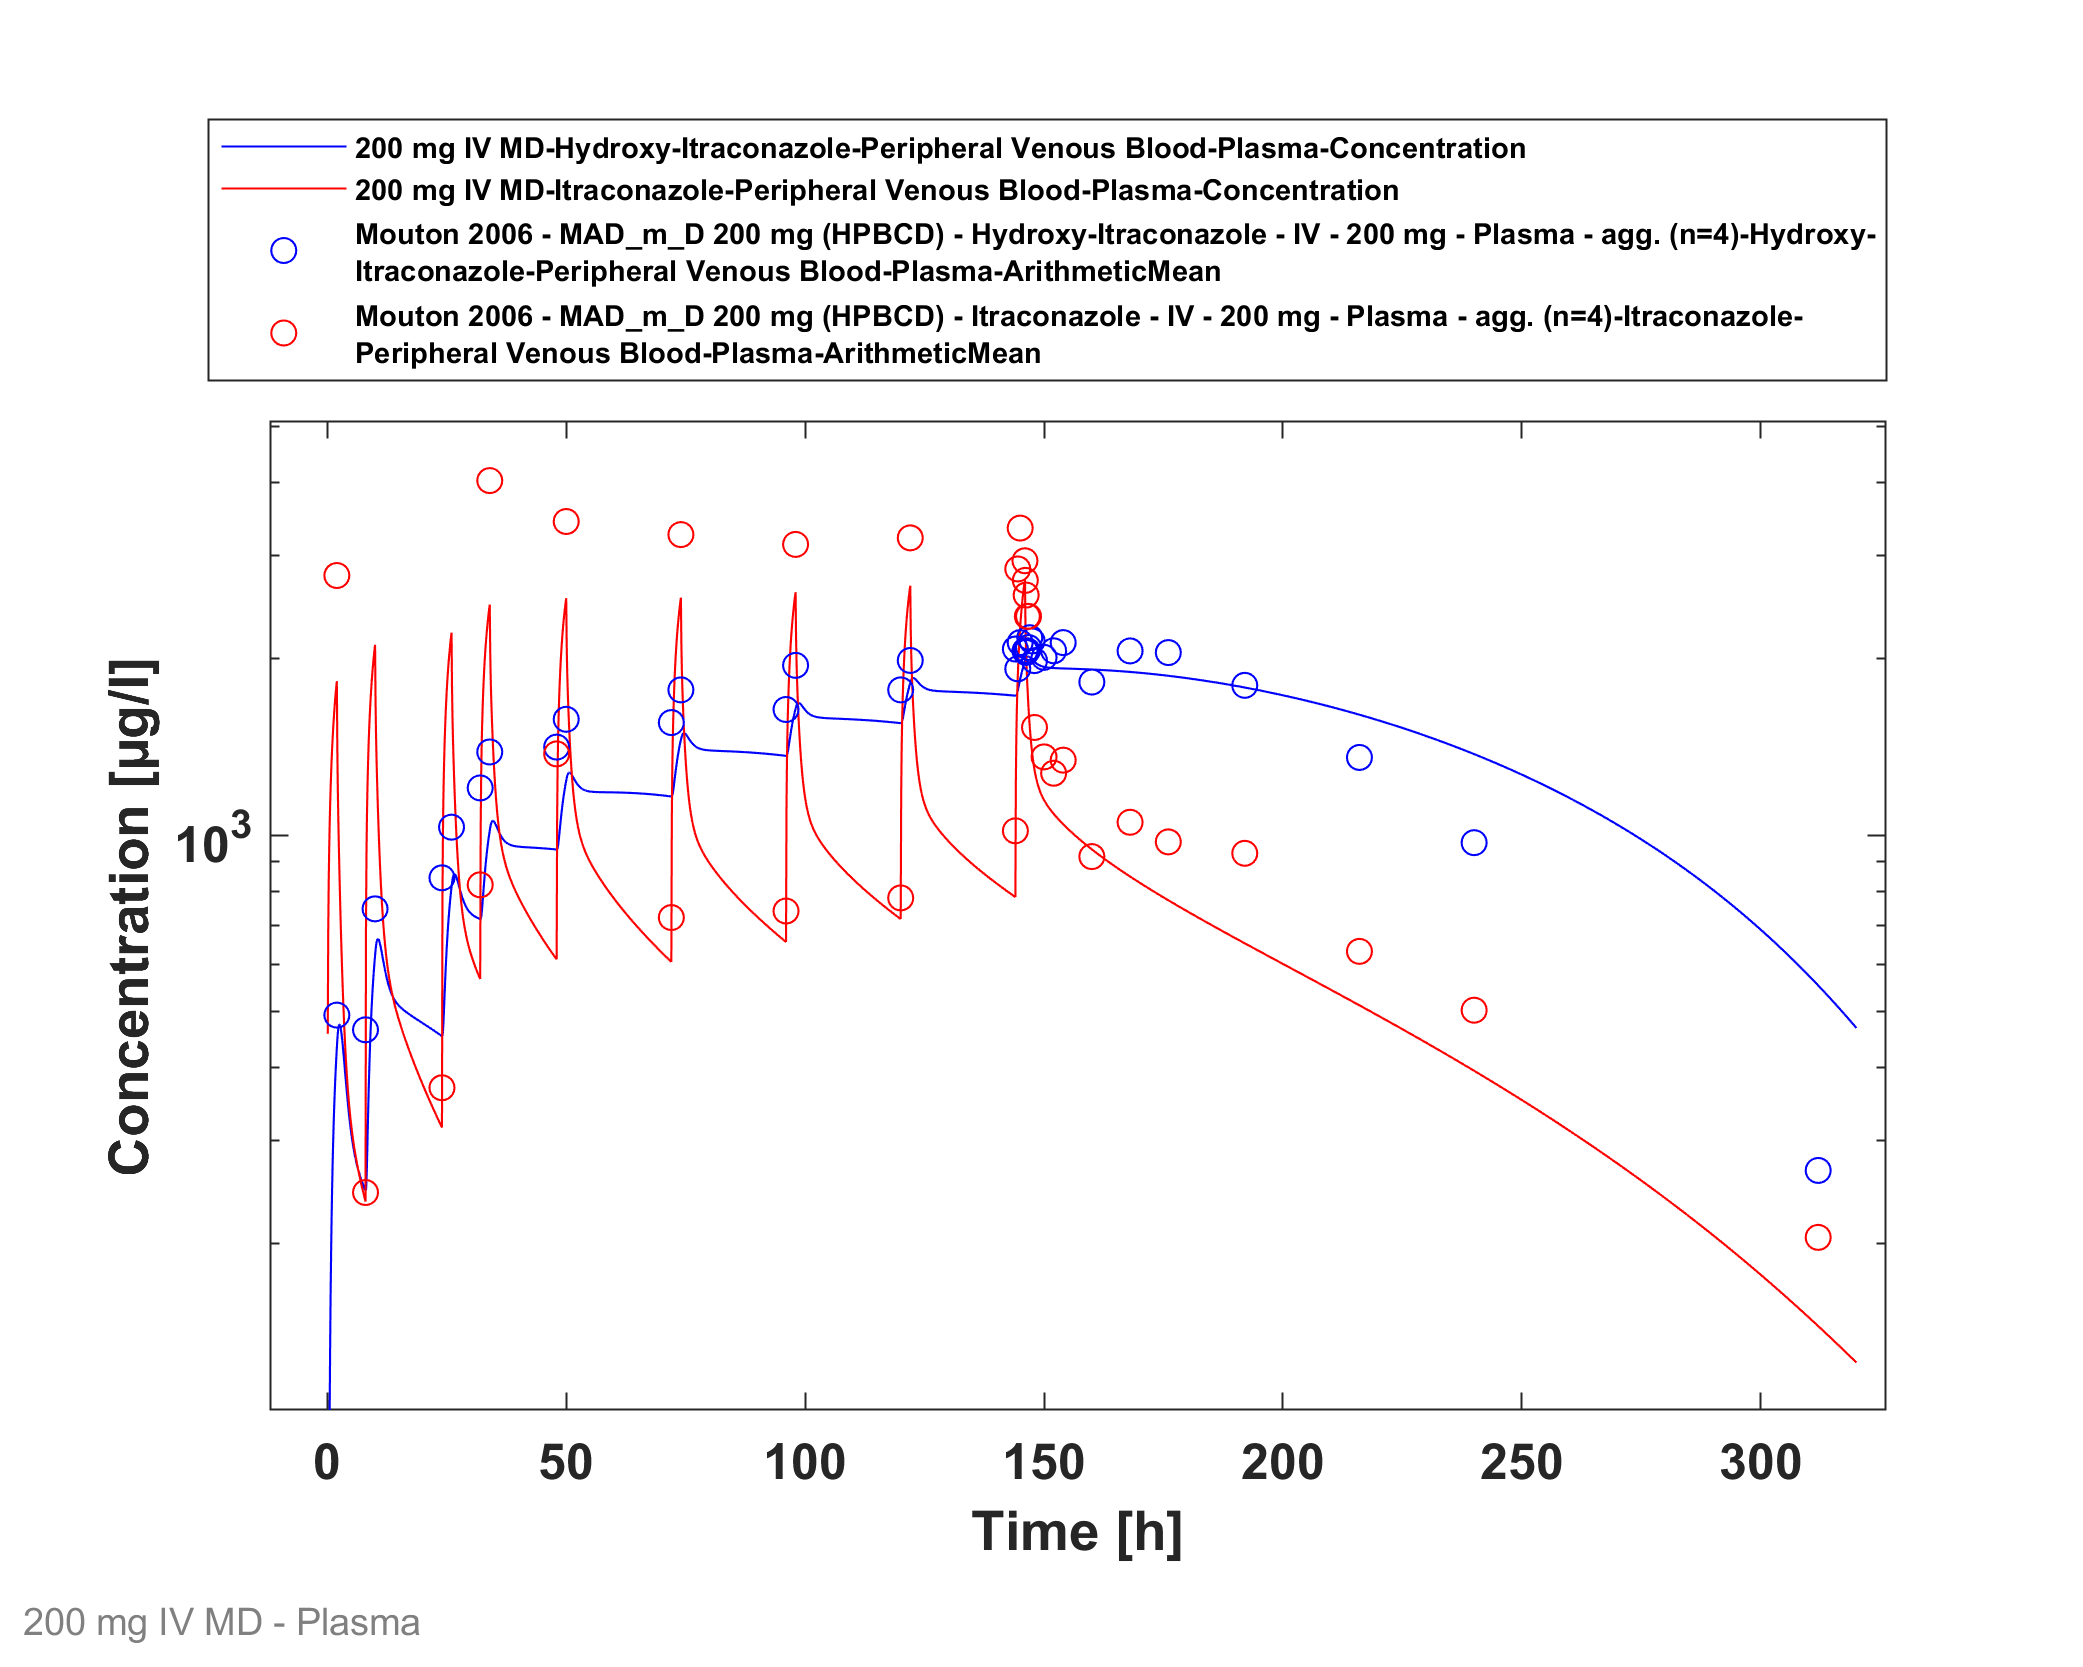 200 mg IV MD-Hydroxy-Itraconazole-Peripheral Venous Blood-Plasma-Concentration
200 mg IV MD-Itraconazole-Peripheral Venous Blood-Plasma-Concentration
Mouton 2006 - MAD_m_D 200 mg (HPBCD) - Hydroxy-Itraconazole - IV - 200 mg - Plasma - agg. (n=4)-Hydroxy-
Itraconazole-Peripheral Venous Blood-Plasma-ArithmeticMean
Mouton 2006 - MAD_m_D 200 mg (HPBCD) - Itraconazole - IV - 200 mg - Plasma - agg. (n=4)-Itraconazole-
Peripheral Venous Blood-Plasma-ArithmeticMean
Concentration [µg/l]
10^3
0 50 100 150 200 250 300
Time [h]
200 mg IV MD - Plasma